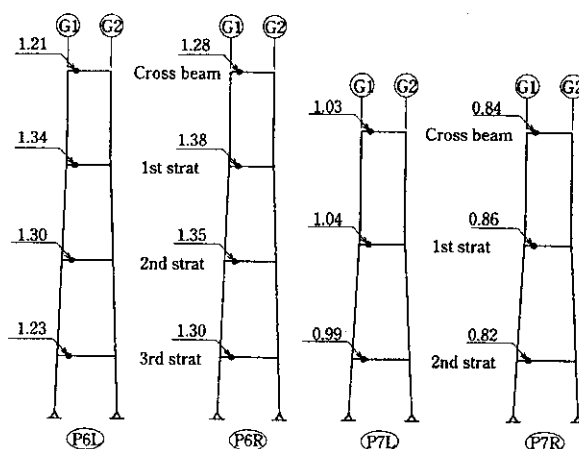 G1 G2 G1 G2
1.21 1.28
Cross beam
G1 G2 G1 G2
1.03 0.84
Cross beam
1.34 1.38
1st strat
1.04 0.86
1st strat
1.30 1.35
2nd strat
0.99 0.82
2nd strat
1.23 1.30
3rd strat
P6L P6R P7L P7R